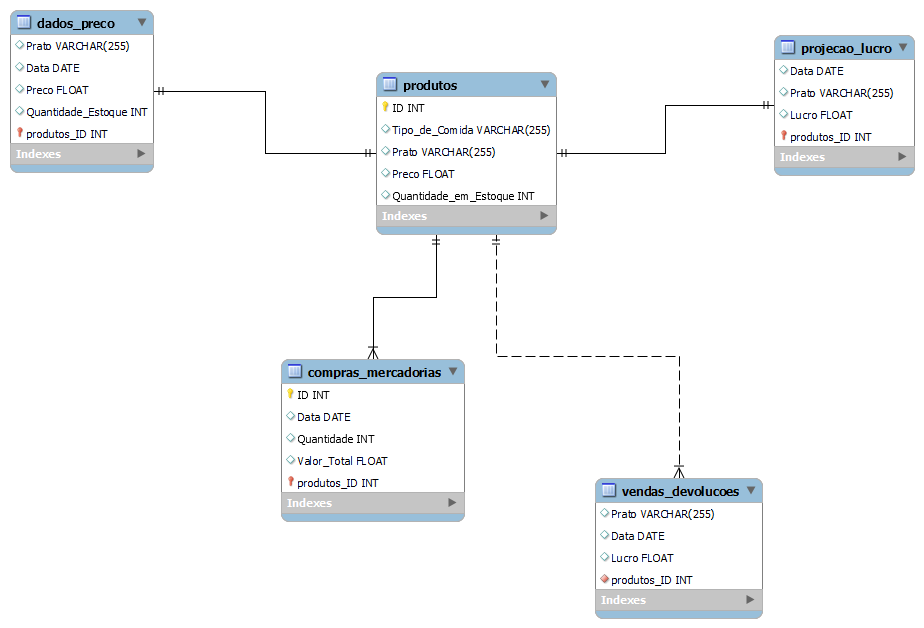 dados_preco
Prato VARCHAR(255)
Data DATE
Preco FLOAT
Quantidade_Estoque INT
produtos_ID INT
Indexes
produtos
ID INT
Tipo_de_Comida VARCHAR(255)
Prato VARCHAR(255)
Preco FLOAT
Quantidade_em_Estoque INT
Indexes
projecao_lucro
Data DATE
Prato VARCHAR(255)
Lucro FLOAT
produtos_ID INT
Indexes
compras_mercadorias
ID INT
Data DATE
Quantidade INT
Valor_Total FLOAT
produtos_ID INT
Indexes
vendas_devolucoes
Prato VARCHAR(255)
Data DATE
Lucro FLOAT
produtos_ID INT
Indexes